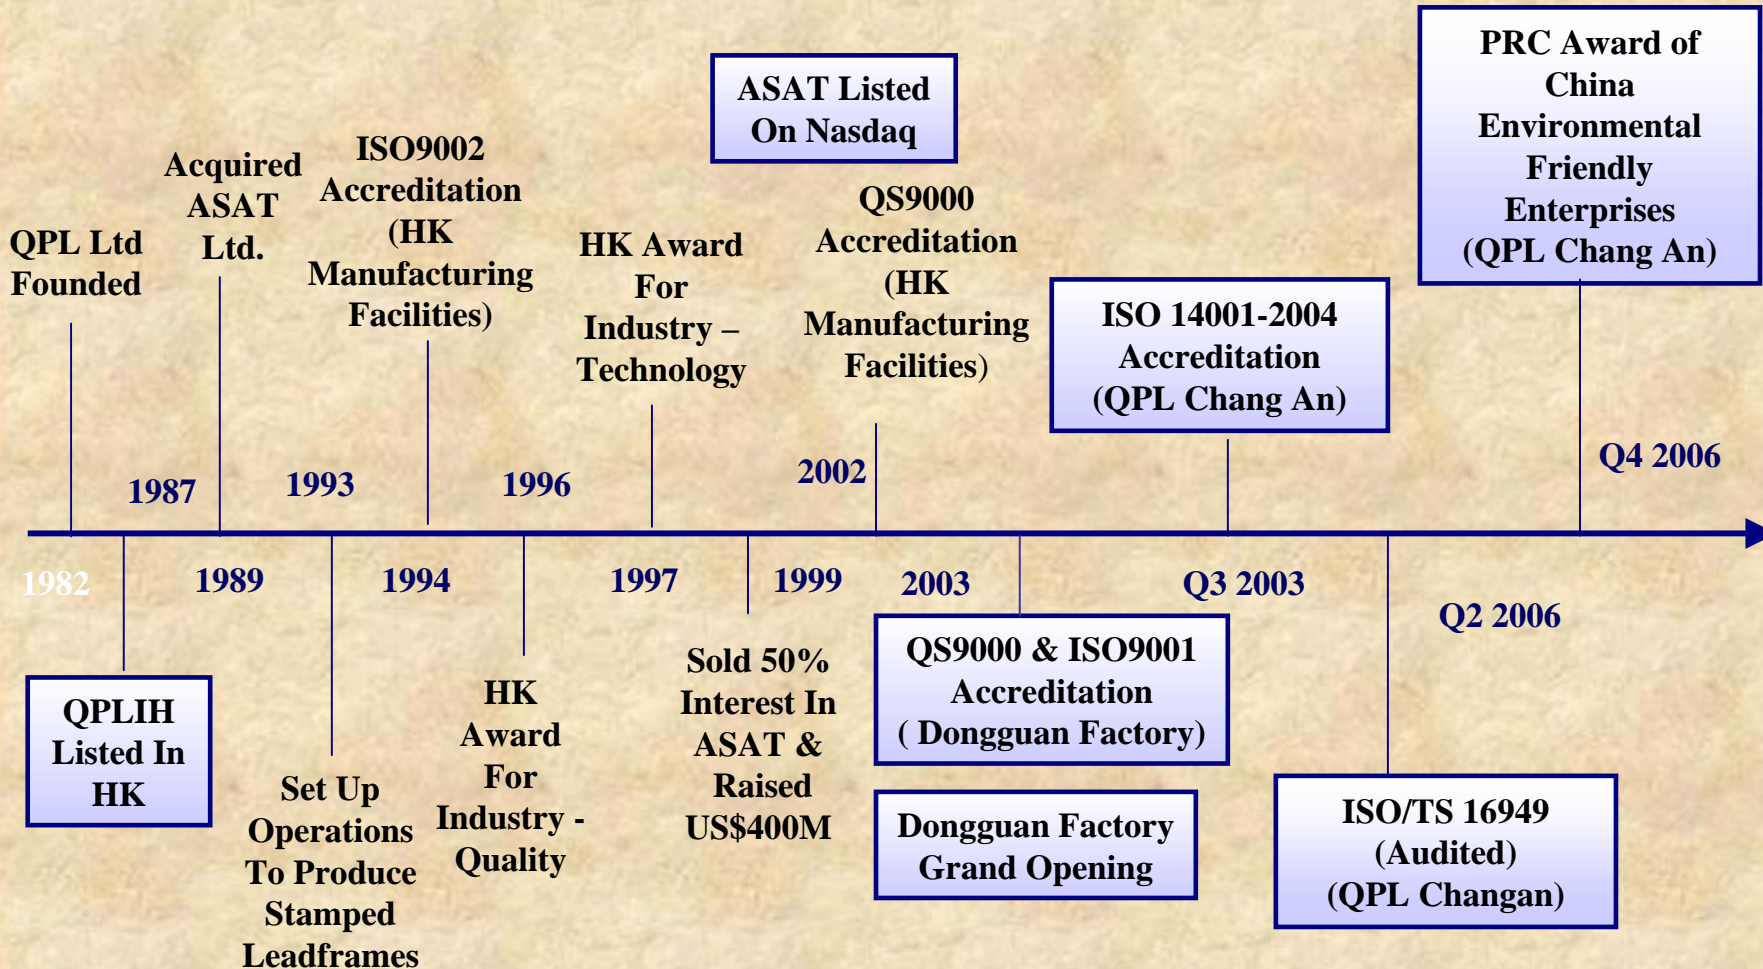 QPL Ltd
Founded
Acquired
ASAT
Ltd.
ISO9002
Accreditation
(HK
Manufacturing
Facilities)
HK Award
For
Industry –
Technology
ASAT Listed
On Nasdaq
QS9000
Accreditation
(HK
Manufacturing
Facilities)
ISO 14001-2004
Accreditation
(QPL Chang An)
PRC Award of
China
Environmental
Friendly
Enterprises
(QPL Chang An)
1987
1993
1996
2002
Q4 2006
1982
1989
1994
1997
1999
2003
Q3 2003
Q2 2006
QPLIH
Listed In
HK
Set Up
Operations
To Produce
Stamped
Leadframes
HK
Award
For
Industry -
Quality
Sold 50%
Interest In
ASAT &
Raised
US$400M
QS9000 & ISO9001
Accreditation
( Dongguan Factory)
Dongguan Factory
Grand Opening
ISO/TS 16949
(Audited)
(QPL Changan)